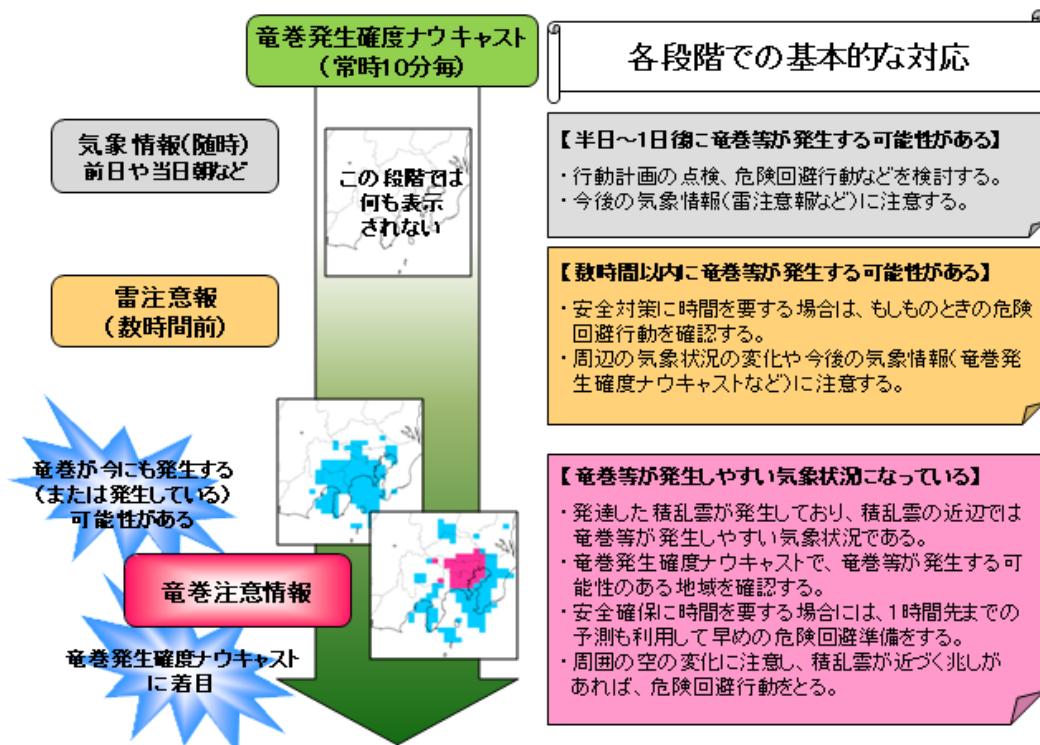 竜巻発生確度ナウキャスト
(常時10分毎)
各段階での基本的な対応
気象情報(随時)
前日や当日朝など
この段階では
何も表示
されない
【半日～1日後に竜巻等が発生する可能性がある】
・行動計画の点検、危険回避行動などを検討する。
・今後の気象情報(雷注意報など)に注意する。
雷注意報
(数時間前)
【数時間以内に竜巻等が発生する可能性がある】
・安全対策に時間を要する場合は、もしものときの危険
回避行動を確認する。
・周辺の気象状況の変化や今後の気象情報(竜巻発
生確度ナウキャストなど)に注意する。
竜巻が今にも発生する
(または発生している)
可能性がある
竜巻注意情報
竜巻発生確度ナウキャスト
に着目
【竜巻等が発生しやすい気象状況になっている】
・発達した積乱雲が発生しており、積乱雲の近辺では
竜巻等が発生しやすい気象状況である。
・竜巻発生確度ナウキャストで、竜巻等が発生する可
能性のある地域を確認する。
・安全確保に時間を要する場合には、1時間先までの
予測も利用して早めの危険回避準備をする。
・周囲の空の変化に注意し、積乱雲が近づく兆しが
あれば、危険回避行動をとる。